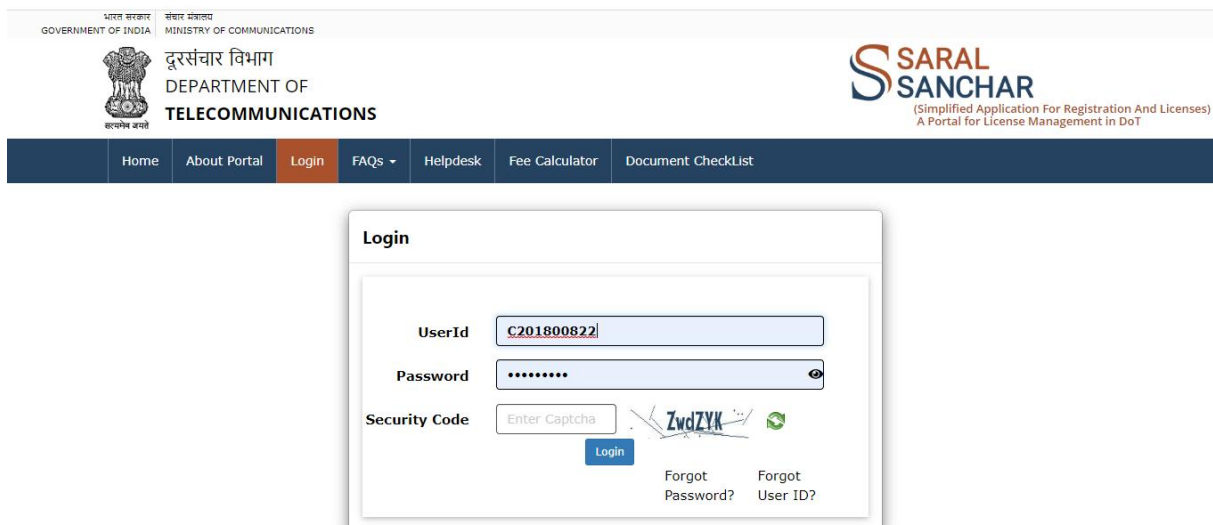 भारत सरकार संचार मंत्रालय
GOVERNMENT OF INDIA MINISTRY OF COMMUNICATIONS
दूरसंचार विभाग
DEPARTMENT OF
TELECOMMUNICATIONS
सत्यमेव जयते
SARAL
SANCHAR
(Simplified Application For Registration And Licenses)
A Portal for License Management in DoT
Home About Portal Login FAQs Helpdesk Fee Calculator Document CheckList
Login
UserId C201800822
Password •••••••••
Security Code Enter Captcha ZwdZYK
Login
Forgot Forgot
Password? User ID?